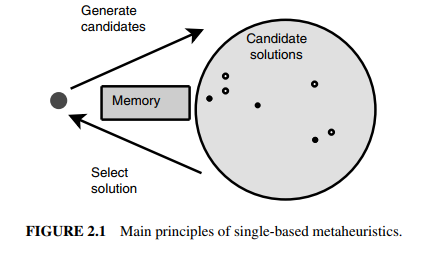 Generate
candidates
Candidate
solutions
Memory
Select
solution
FIGURE 2.1 Main principles of single-based metaheuristics.